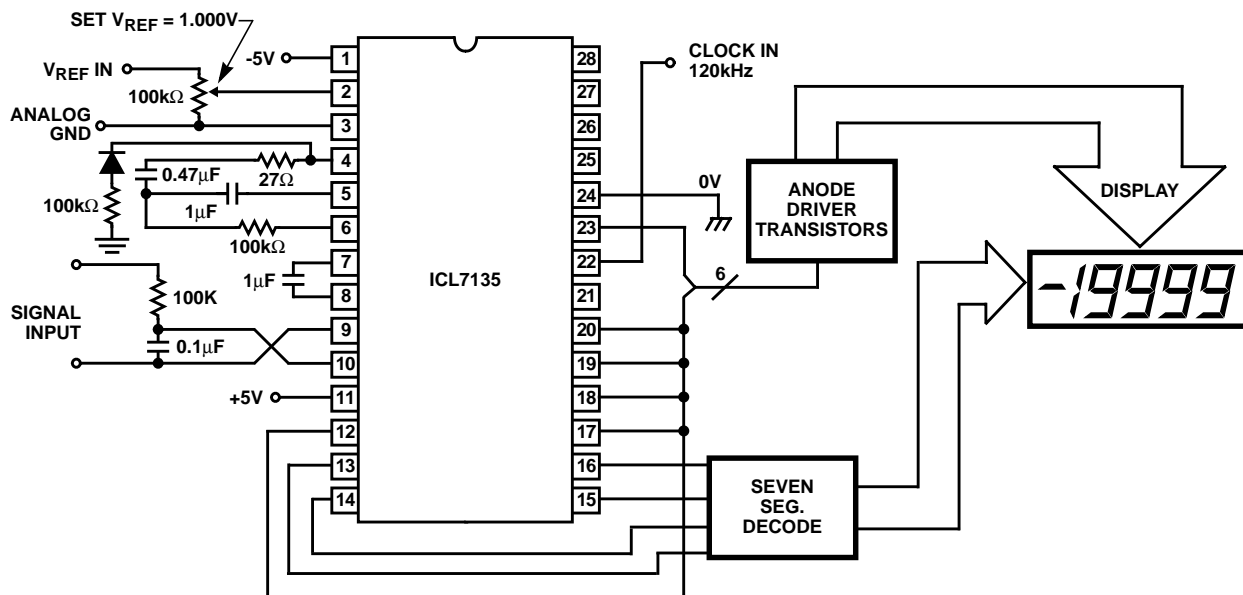 SET VREF = 1.000V
-5V
VREF IN
100kΩ
ANALOG
GND
0.47µF
27Ω
100kΩ
1µF
100kΩ
1µF
100K
SIGNAL
INPUT
0.1µF
+5V
1
2
3
4
5
6
7
8
9
10
11
12
13
14
ICL7135
28
27
26
25
24
23
22
21
20
19
18
17
16
15
CLOCK IN
120kHz
0V
6
ANODE
DRIVER
TRANSISTORS
DISPLAY
-19999
SEVEN
SEG.
DECODE